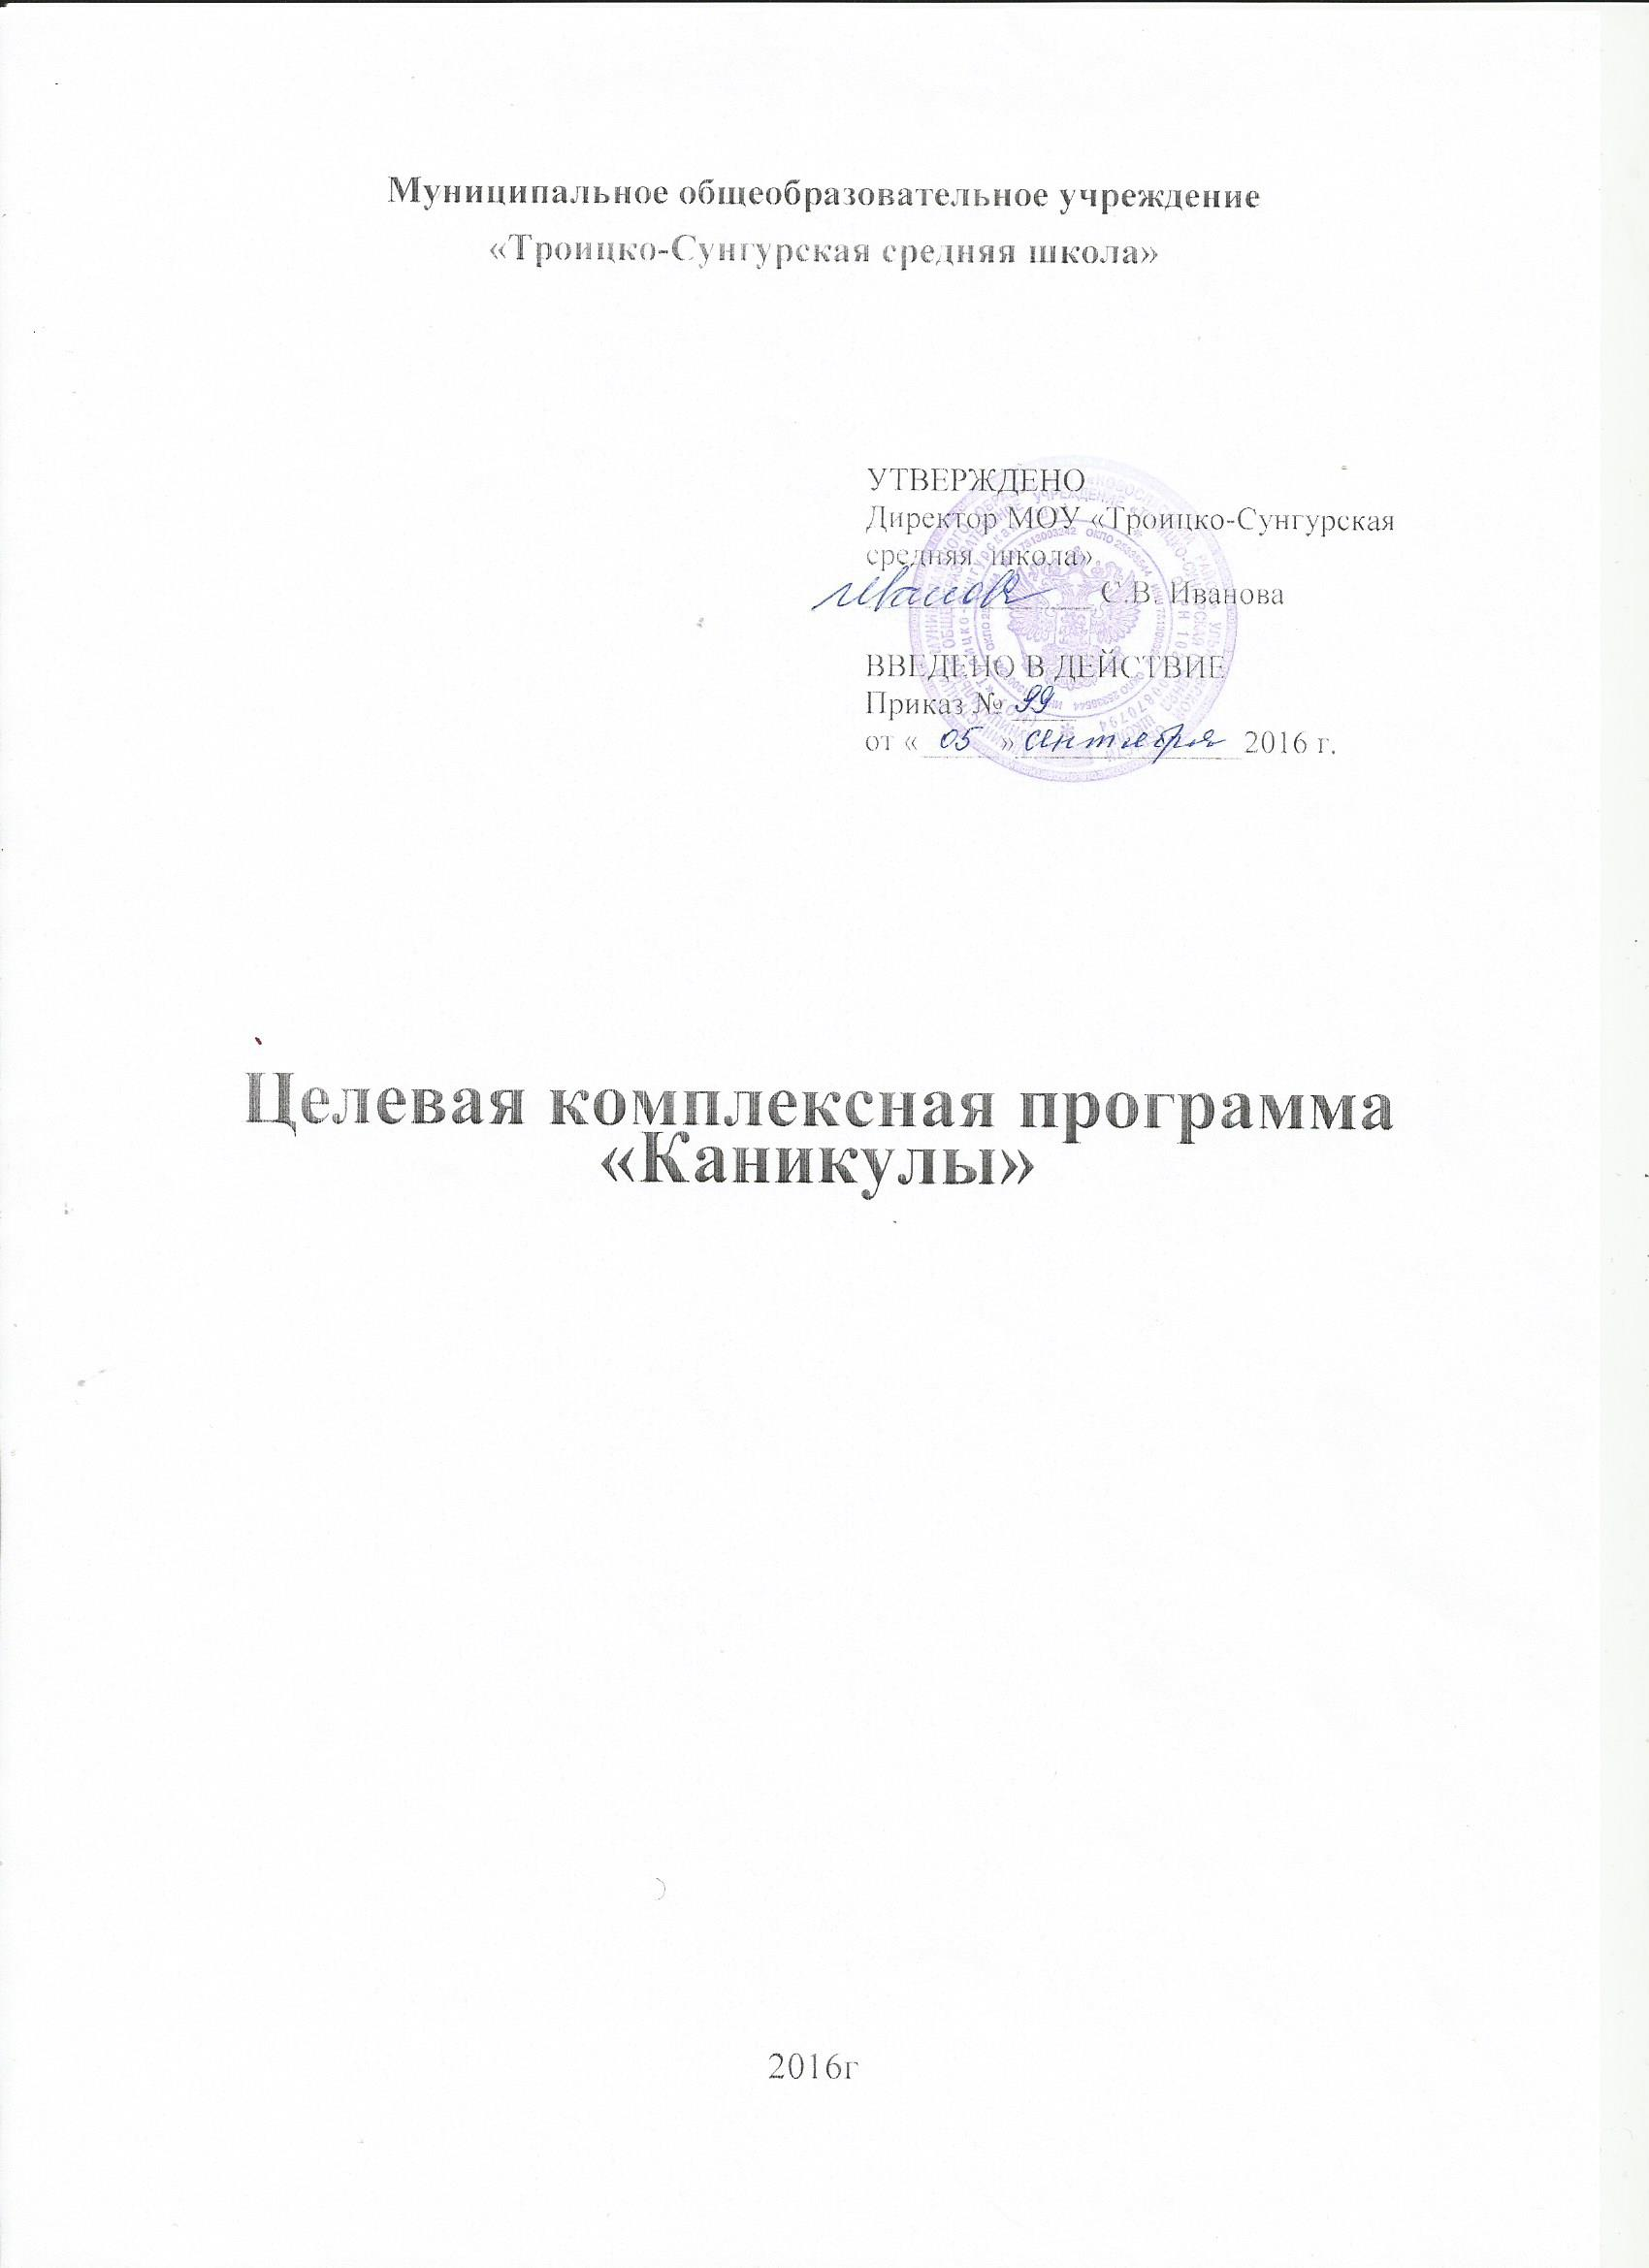 Муниципальное общеобразовательное учреждение
«Троицко-Сунгурская средняя школа»
УТВЕРЖДЕНО
Директор МОУ «Троицко-Сунгурская
средняя школа»
С.В. Иванова
ВВЕДЕНО В ДЕЙСТВИЕ
Приказ № 99
от « 05 » сентября 2016 г.
Целевая комплексная программа
«Каникулы»
2016г